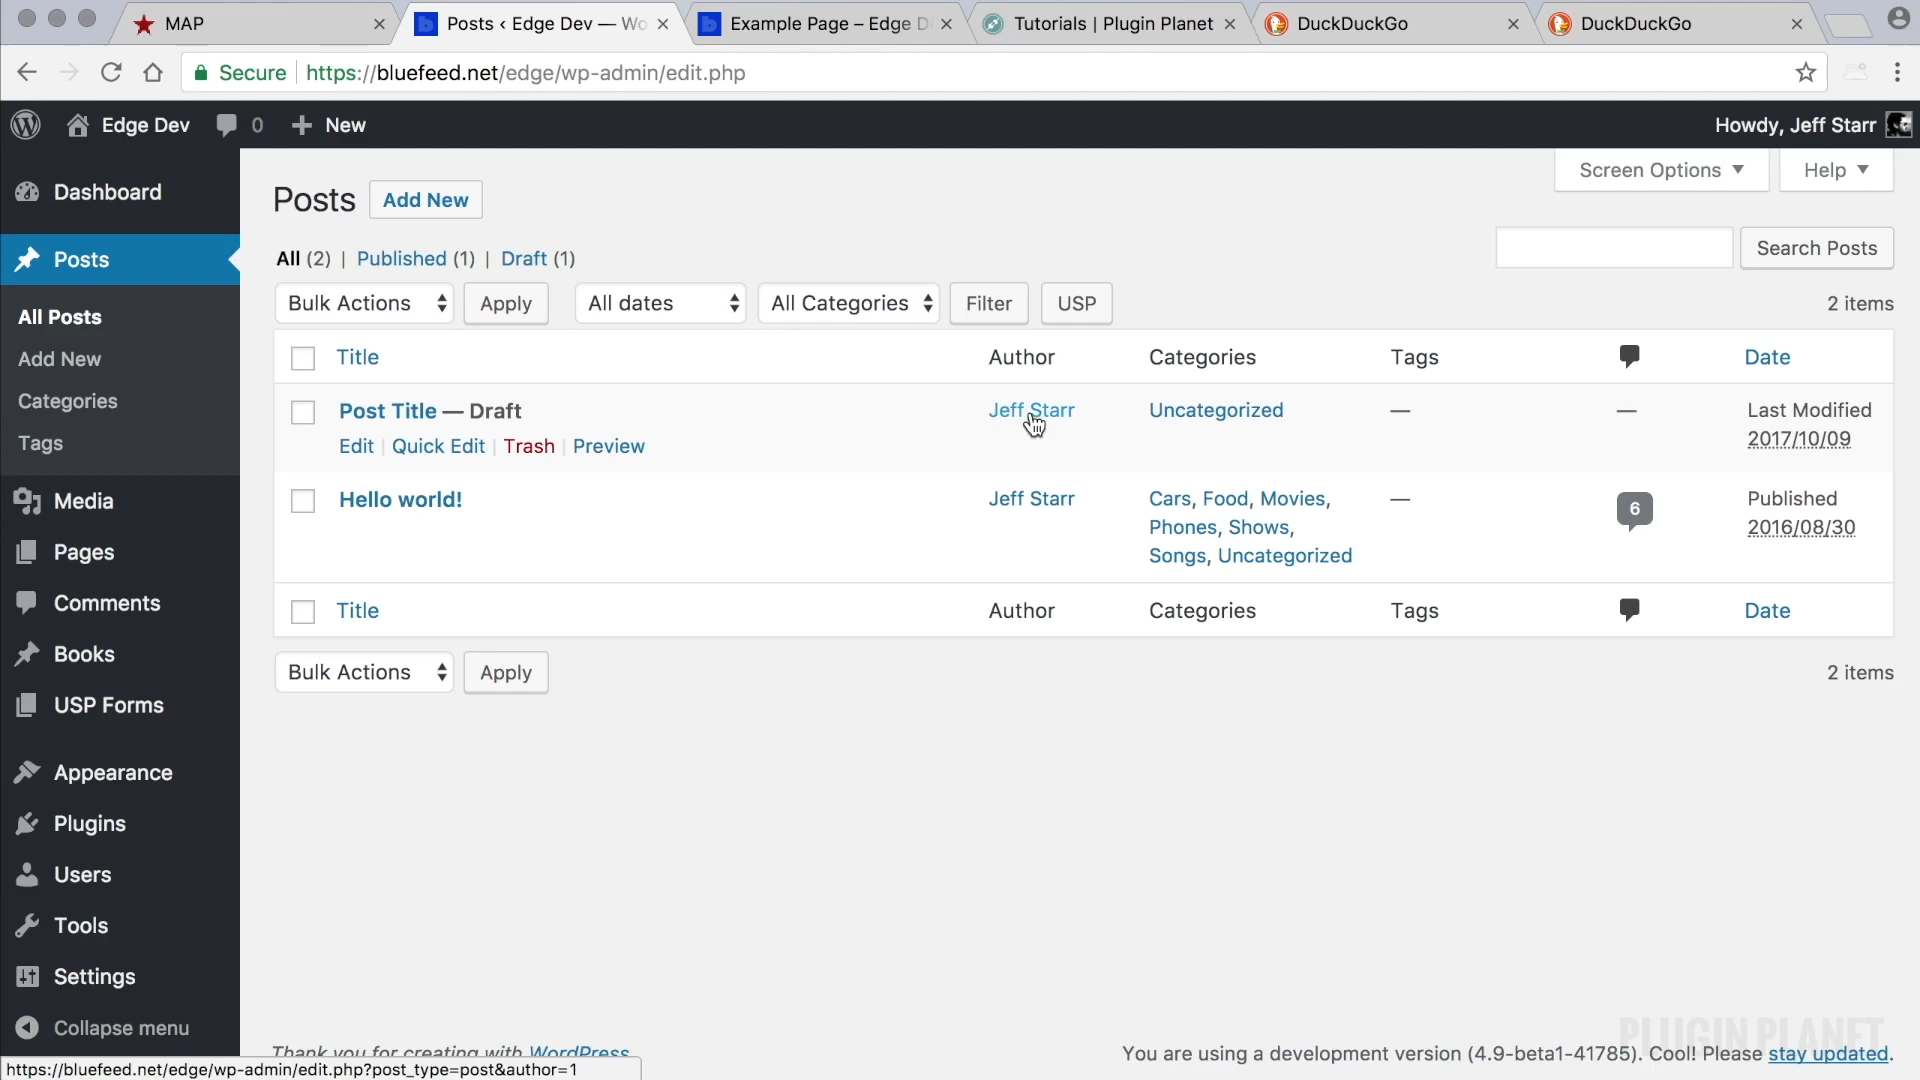 MAP
Posts ‹ Edge Dev — Wo
Example Page – Edge D
Tutorials | Plugin Planet
DuckDuckGo
DuckDuckGo
Secure
https://bluefeed.net/edge/wp-admin/edit.php
Edge Dev
0
New
Howdy, Jeff Starr
Dashboard
Posts
All Posts
Add New
Categories
Tags
Media
Pages
Comments
Books
USP Forms
Appearance
Plugins
Users
Tools
Settings
Collapse menu
Screen Options
Help
Posts Add New
All (2) | Published (1) | Draft (1)
Search Posts
Bulk Actions Apply All dates All Categories Filter USP 2 items
Title Author Categories Tags Date
Post Title — Draft Jeff Starr Uncategorized — — Last Modified
Edit | Quick Edit | Trash | Preview 2017/10/09
Hello world! Jeff Starr Cars, Food, Movies, — 6 Published
Phones, Shows, 2016/08/30
Songs, Uncategorized
Title Author Categories Tags Date
Bulk Actions Apply 2 items
PLUGIN PLANET
Thank you for creating with WordPress
You are using a development version (4.9-beta1-41785). Cool! Please stay updated.
https://bluefeed.net/edge/wp-admin/edit.php?post_type=post&author=1